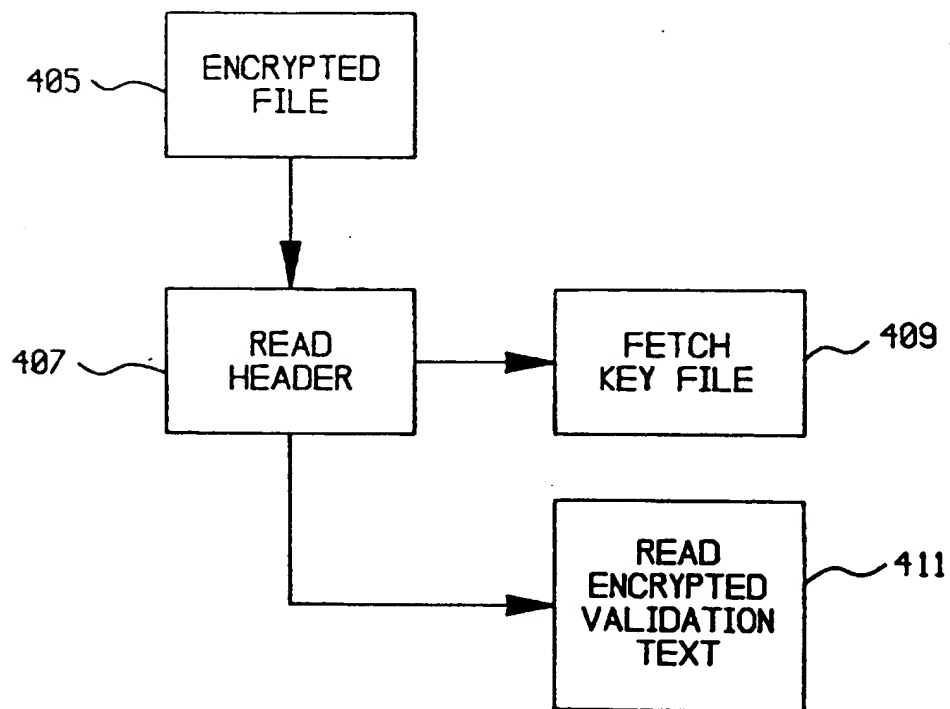 405
ENCRYPTED
FILE
407
READ
HEADER
FETCH
KEY FILE
409
READ
ENCRYPTED
VALIDATION
TEXT
411